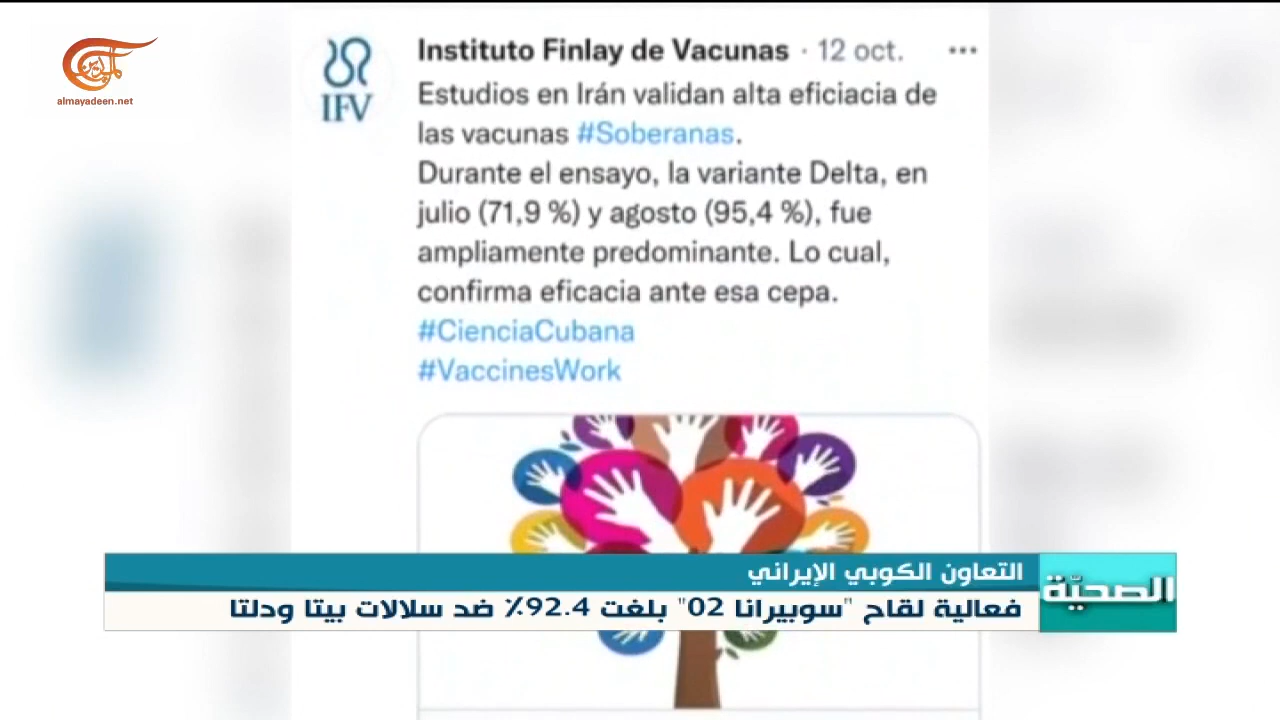 الميادين
almayadeen.net
IFV
Instituto Finlay de Vacunas · 12 oct. ...
Estudios en Irán validan alta eficiacia de
las vacunas #Soberanas.
Durante el ensayo, la variante Delta, en
julio (71,9 %) y agosto (95,4 %), fue
ampliamente predominante. Lo cual,
confirma eficacia ante esa cepa.
#CienciaCubana
#VaccinesWork
الصحيّة
التعاون الكوبي الإيراني
فعالية لقاح "سوبيرانا 02" بلغت 92.4٪ ضد سلالات بيتا ودلتا